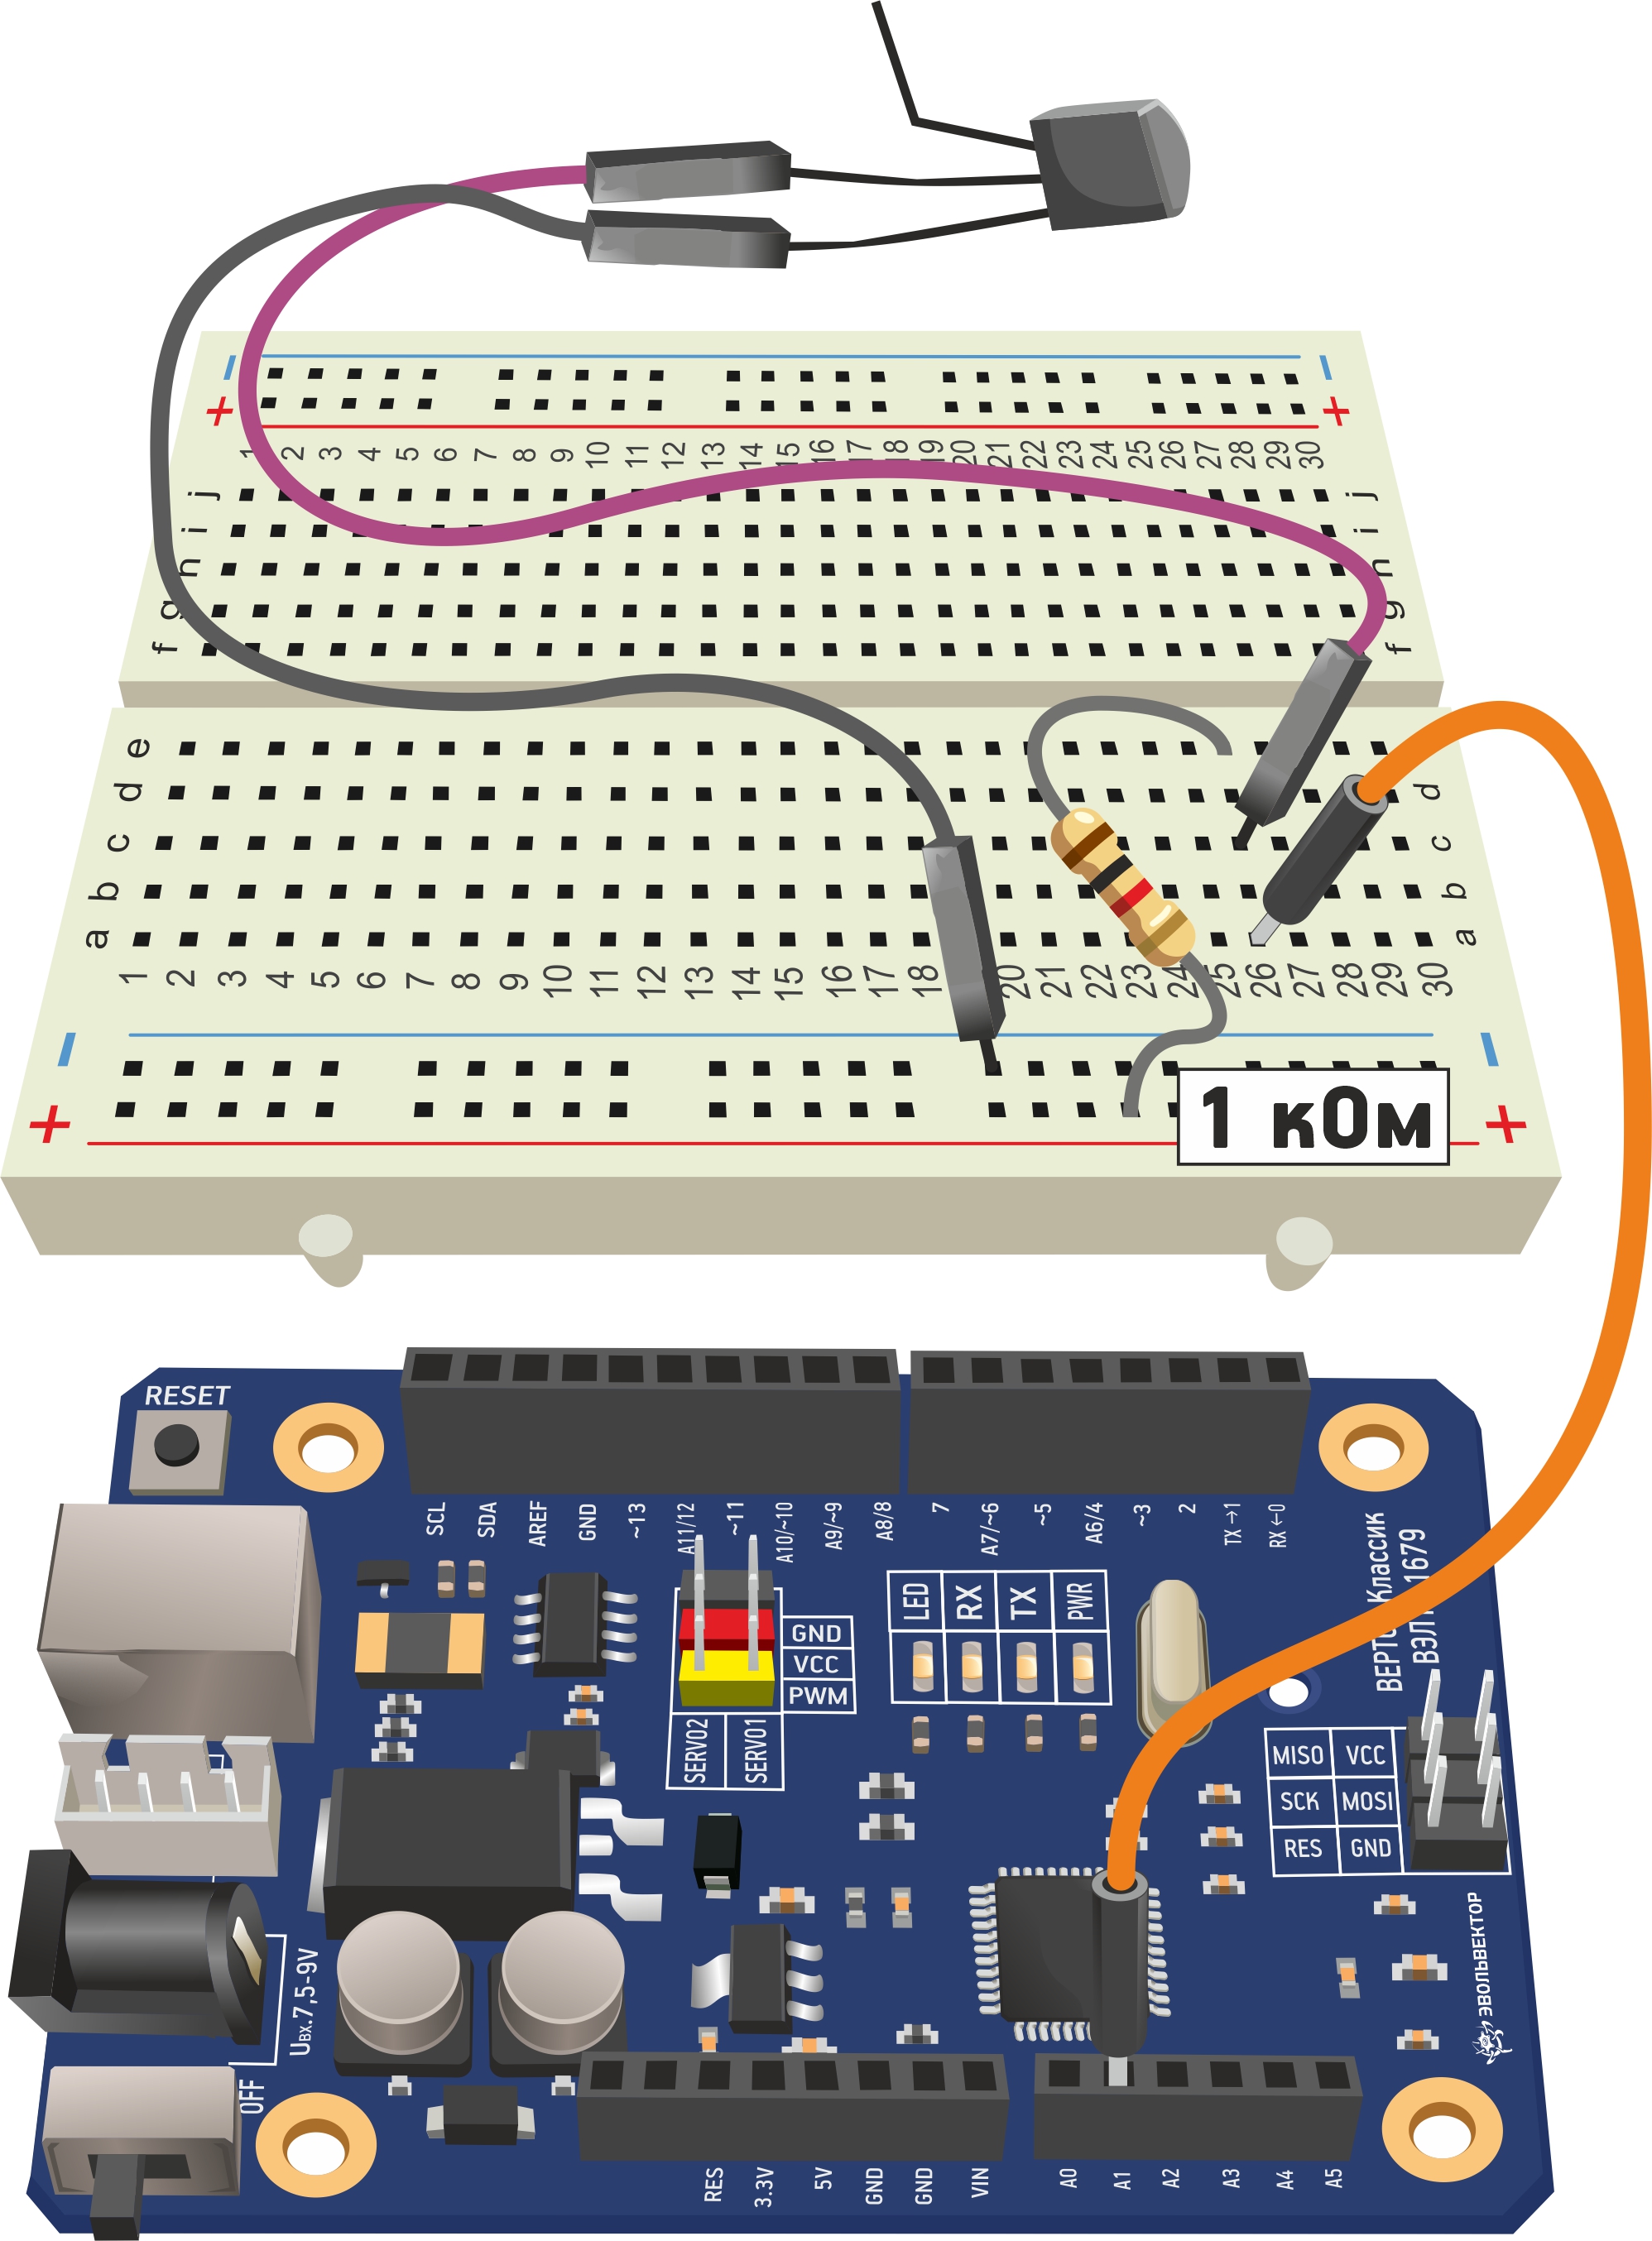 − −
+ +
1 2 3 4 5 6 7 8 9 10 11 12 13 14 15 16 17 18 19 20 21 22 23 24 25 26 27 28 29 30
j j
i i
h h
g g
f f
e
d d
c c
b b
a a
1 2 3 4 5 6 7 8 9 10 11 12 13 14 15 16 17 18 20 21 22 23 24 25 26 27 28 29 30
− −
+ +
1 кОм
RESET
SCL SDA AREF GND ~13 A11/12 ~11 A10/~10 A9/~9 A8/8 7 A7/~6 ~5 A6/4 ~3 2 TX→1 RX←0
Классик
1679
LED RX TX PWR
GND
VCC
PWM
SERVO2 SERVO1
MISO VCC
SCK MOSI
RES GND
ЭВОЛЬВЕКТОР
Uвх.7,5-9V
OFF
RES 3.3V 5V GND GND VIN A0 A1 A2 A3 A4 A5